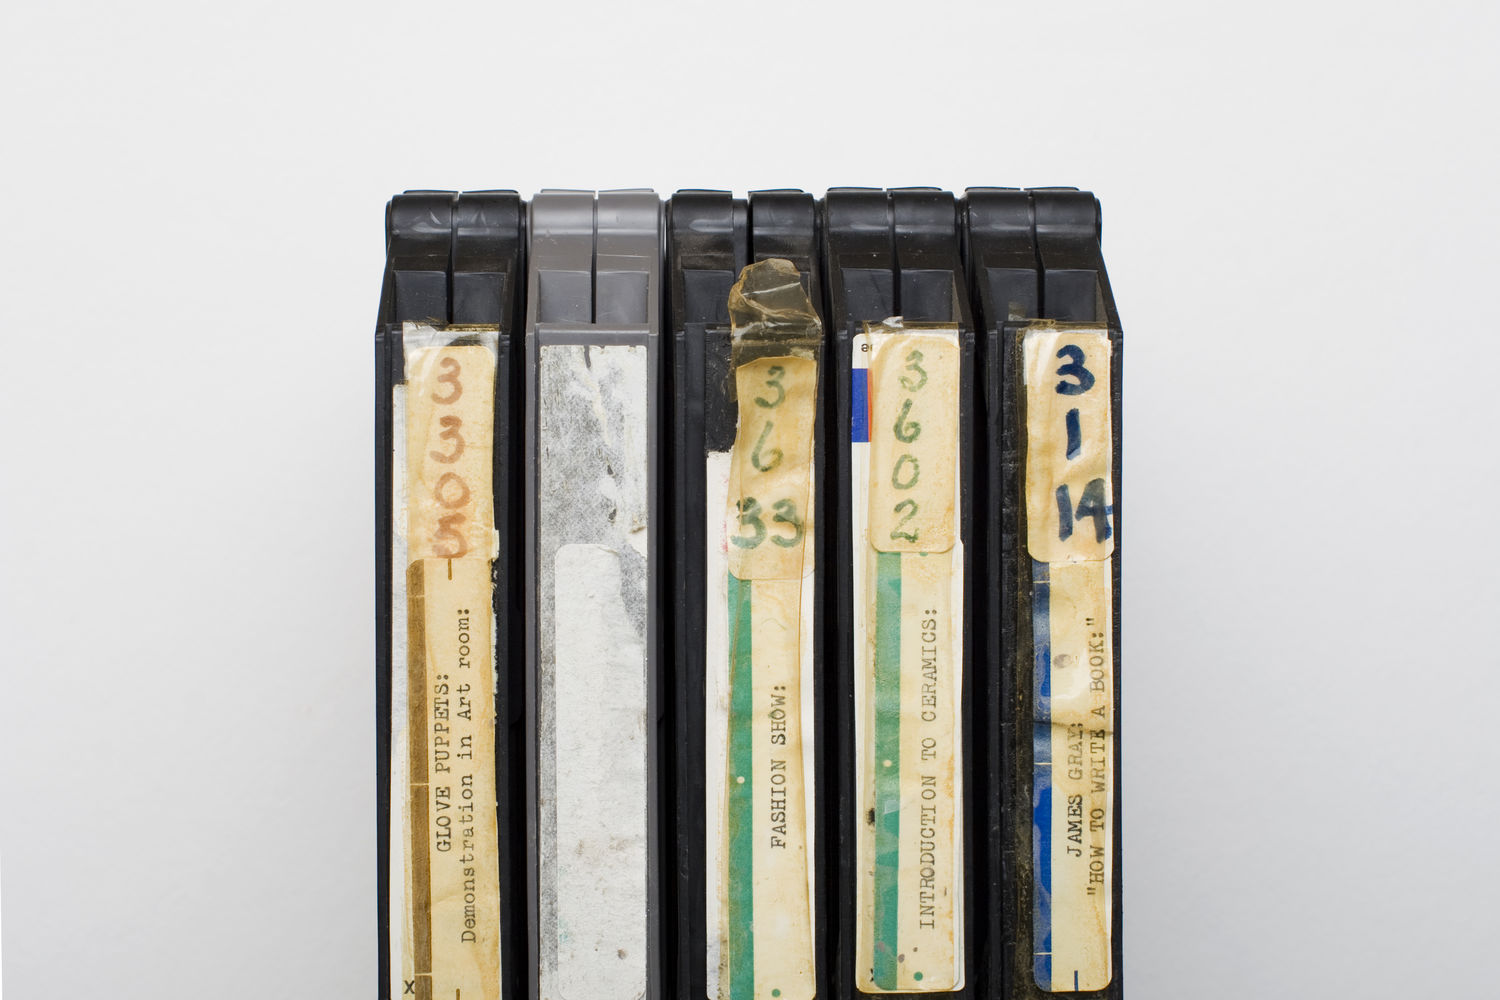 3
3
0
5
GLOVE PUPPETS:
Demonstration in Art room:
X
3
6
33
FASHION SHOW:
3
6
0
2
INTRODUCTION TO CERAMICS:
3
1
14
JAMES GRAY:
"HOW TO WRITE A BOOK:"